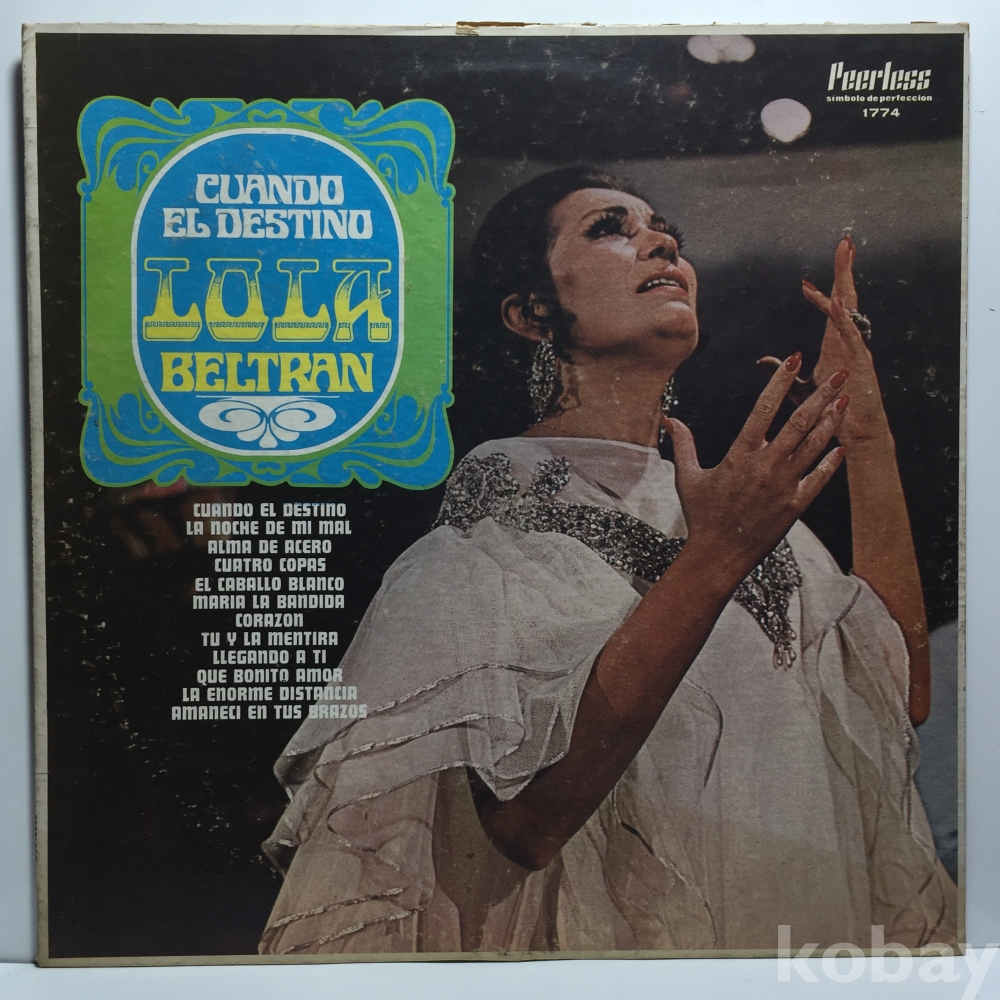 Peerless
símbolo de perfección
1774
CUANDO
EL DESTINO
LOLA
BELTRAN
CUANDO EL DESTINO
LA NOCHE DE MI MAL
ALMA DE ACERO
CUATRO COPAS
EL CABALLO BLANCO
MARIA LA BANDIDA
CORAZON
TU Y LA MENTIRA
LLEGANDO A TI
QUE BONITO AMOR
LA ENORME DISTANCIA
AMANECI EN TUS BRAZOS
kobay